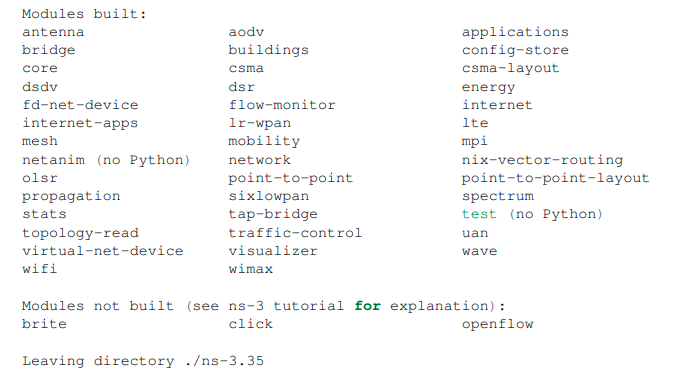 Modules built:
antenna aodv applications
bridge buildings config-store
core csma csma-layout
dsdv dsr energy
fd-net-device flow-monitor internet
internet-apps lr-wpan lte
mesh mobility mpi
netanim (no Python) network nix-vector-routing
olsr point-to-point point-to-point-layout
propagation sixlowpan spectrum
stats tap-bridge test (no Python)
topology-read traffic-control uan
virtual-net-device visualizer wave
wifi wimax
Modules not built (see ns-3 tutorial for explanation):
brite click openflow
Leaving directory ./ns-3.35